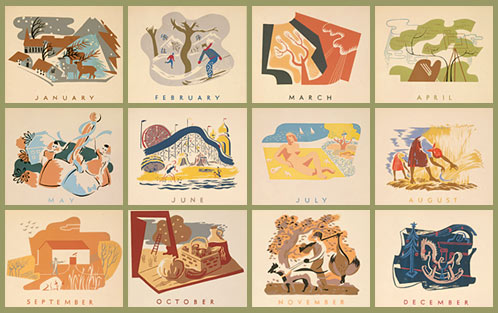 JANUARY
FEBRUARY
MARCH
APRIL
MAY
JUNE
JULY
AUGUST
SEPTEMBER
OCTOBER
NOVEMBER
DECEMBER